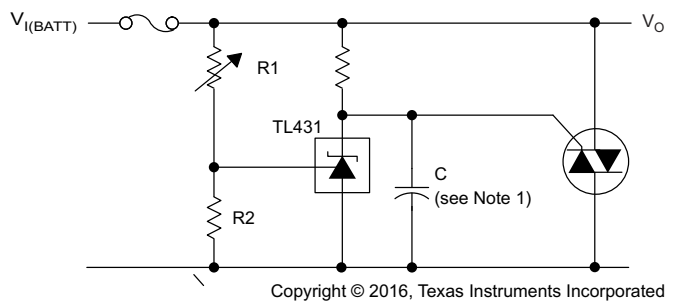 V_I(BATT)
V_O
R1
TL431
C
(see Note 1)
R2
Copyright © 2016, Texas Instruments Incorporated